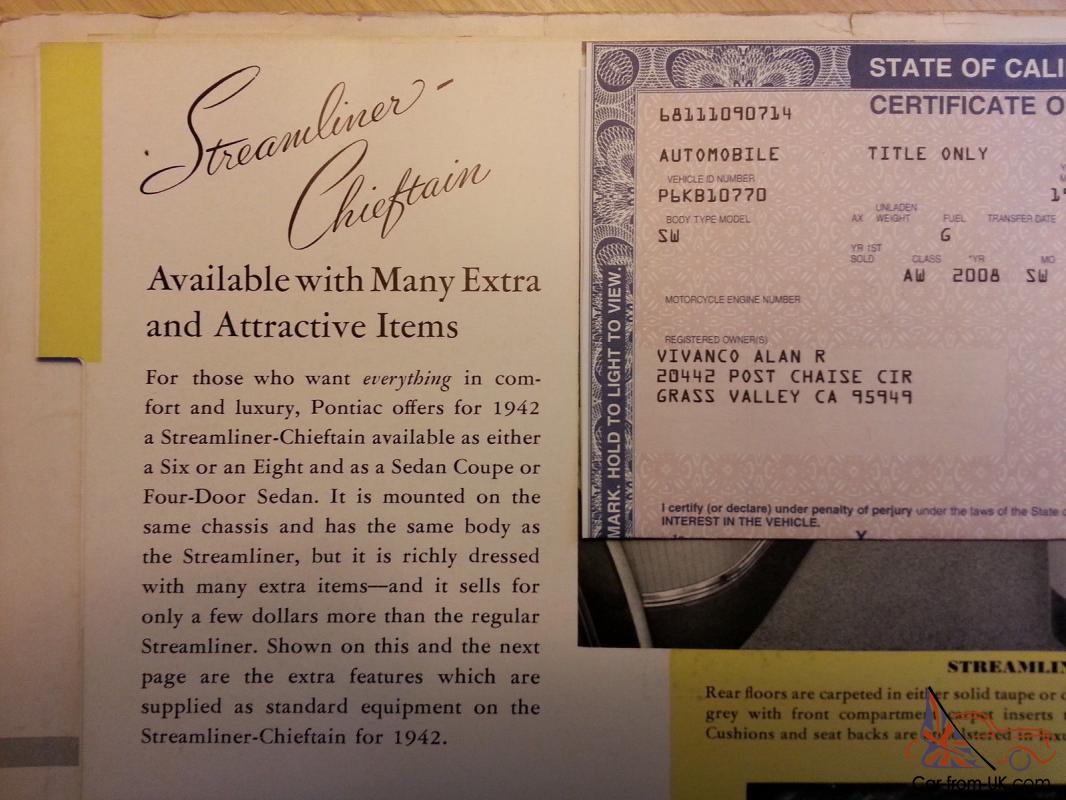 Streamliner-
Chieftain
Available with Many Extra
and Attractive Items
For those who want everything in com-
fort and luxury, Pontiac offers for 1942
a Streamliner-Chieftain available as either
a Six or an Eight and as a Sedan Coupe or
Four-Door Sedan. It is mounted on the
same chassis and has the same body as
the Streamliner, but it is richly dressed
with many extra items—and it sells for
only a few dollars more than the regular
Streamliner. Shown on this and the next
page are the extra features which are
supplied as standard equipment on the
Streamliner-Chieftain for 1942.
STATE OF CALI
CERTIFICATE O
68111090714
AUTOMOBILE TITLE ONLY
VEHICLE ID NUMBER
P6KB10770
BODY TYPE MODEL AX UNLADEN WEIGHT FUEL TRANSFER DATE
SW G
YR 1ST SOLD CLASS *YR MO
AW 2008 SW
MOTORCYCLE ENGINE NUMBER
REGISTERED OWNER(S)
VIVANCO ALAN R
20442 POST CHAISE CIR
GRASS VALLEY CA 95949
I certify (or declare) under penalty of perjury under the laws of the State
INTEREST IN THE VEHICLE.
X
MARK. HOLD TO LIGHT TO VIEW.
STREAMLIN
Rear floors are carpeted in either solid taupe or
grey with front compartment carpet inserts
Cushions and seat backs are upholstered in
Car-from-UK.com